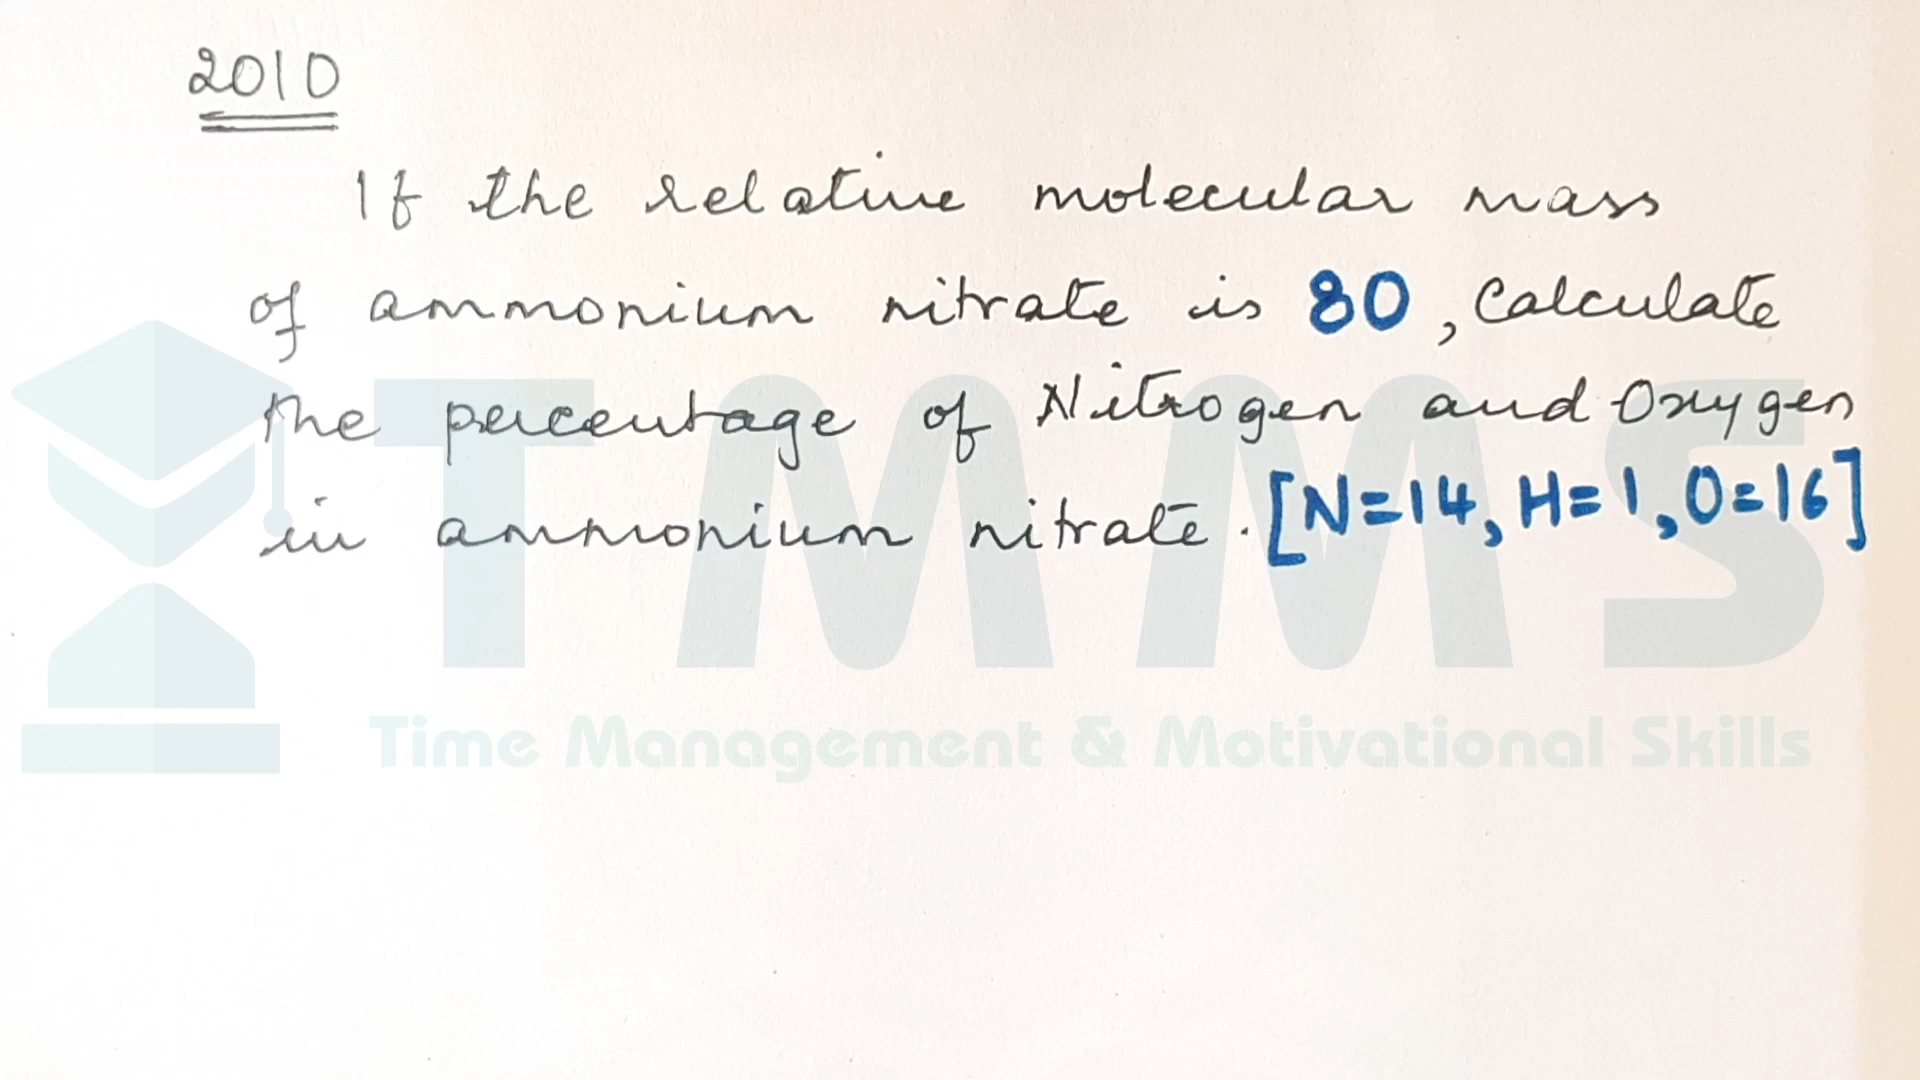 2010
If the relative molecular mass
of ammonium nitrate is 80, Calculate
the percentage of Nitrogen and Oxygen
in ammonium nitrate. [N=14, H=1, O=16]
TMMS
Time Management & Motivational Skills